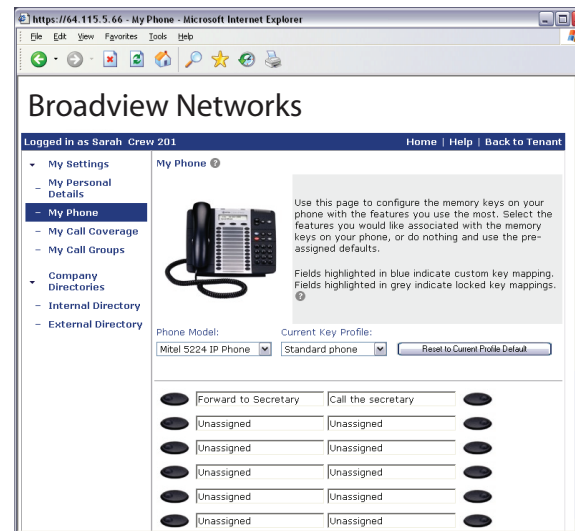 https://64.115.5.66 - My Phone - Microsoft Internet Explorer
File Edit View Favorites Tools Help
Broadview Networks
Logged in as Sarah Crew 201 Home | Help | Back to Tenant
My Settings
My Personal Details
My Phone
My Call Coverage
My Call Groups
Company Directories
Internal Directory
External Directory
My Phone
Use this page to configure the memory keys on your
phone with the features you use the most. Select the
features you would like associated with the memory
keys on your phone, or do nothing and use the pre-
assigned defaults.
Fields highlighted in blue indicate custom key mapping.
Fields highlighted in grey indicate locked key mappings.
Phone Model: Current Key Profile:
Mitel 5224 IP Phone Standard phone Reset to Current Profile Default
Forward to Secretary Call the secretary
Unassigned Unassigned
Unassigned Unassigned
Unassigned Unassigned
Unassigned Unassigned
Unassigned Unassigned